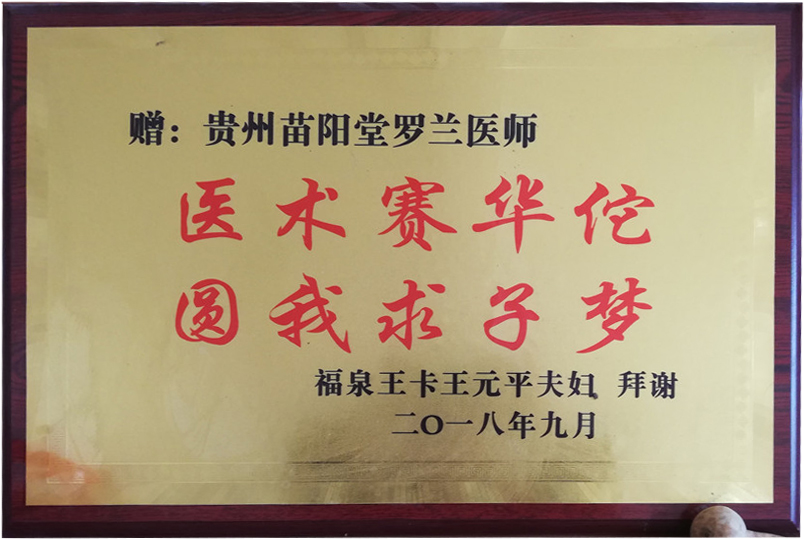 赠：贵州苗阳堂罗兰医师
医术赛华佗
圆我求子梦
福泉王卡王元平夫妇 拜谢
二〇一八年九月